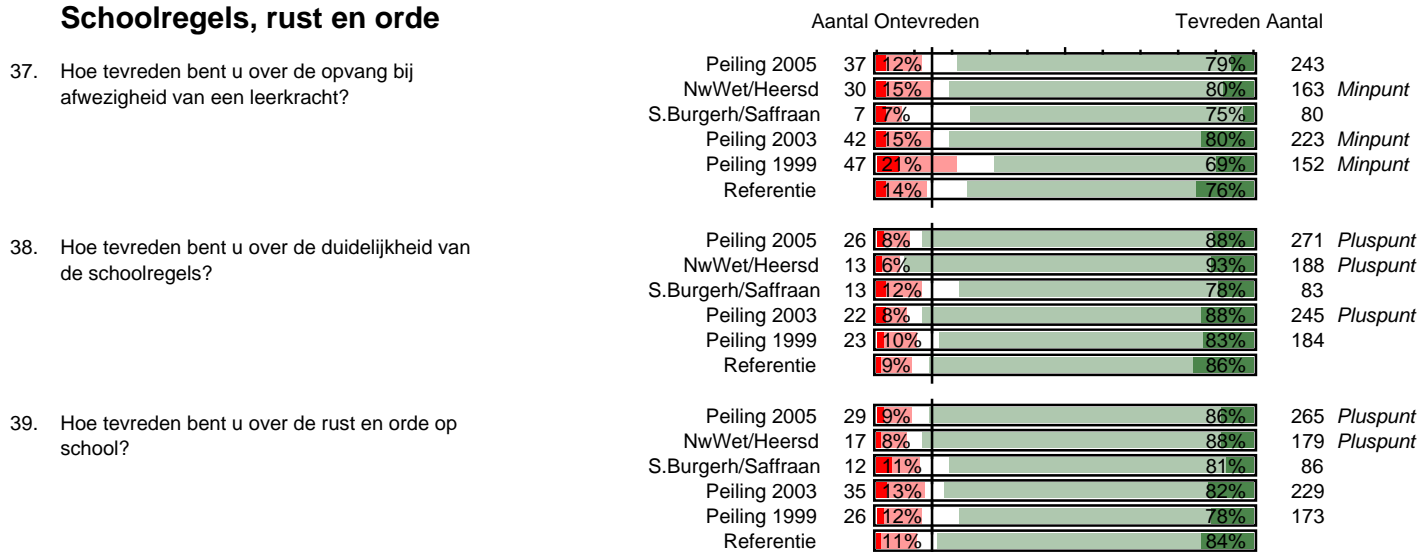 Schoolregels, rust en orde
Aantal Ontevreden Tevreden Aantal
37. Hoe tevreden bent u over de opvang bij
afwezigheid van een leerkracht?
Peiling 2005 37 12% 79% 243
NwWet/Heersd 30 15% 80% 163 Minpunt
S.Burgerh/Saffraan 7 7% 75% 80
Peiling 2003 42 15% 80% 223 Minpunt
Peiling 1999 47 21% 69% 152 Minpunt
Referentie 14% 76%
38. Hoe tevreden bent u over de duidelijkheid van
de schoolregels?
Peiling 2005 26 8% 88% 271 Pluspunt
NwWet/Heersd 13 6% 93% 188 Pluspunt
S.Burgerh/Saffraan 13 12% 78% 83
Peiling 2003 22 8% 88% 245 Pluspunt
Peiling 1999 23 10% 83% 184
Referentie 9% 86%
39. Hoe tevreden bent u over de rust en orde op
school?
Peiling 2005 29 9% 86% 265 Pluspunt
NwWet/Heersd 17 8% 88% 179 Pluspunt
S.Burgerh/Saffraan 12 11% 81% 86
Peiling 2003 35 13% 82% 229
Peiling 1999 26 12% 78% 173
Referentie 11% 84%